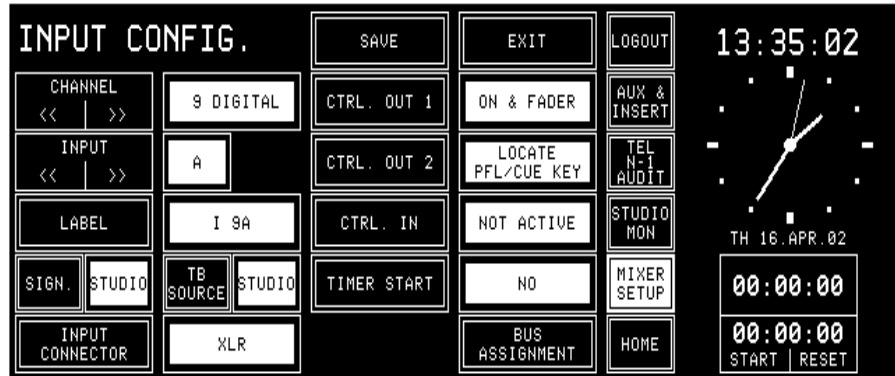 INPUT CONFIG.
SAVE
EXIT
LOGOUT
13:35:02
CHANNEL
<< >>
9 DIGITAL
CTRL. OUT 1
ON & FADER
AUX &
INSERT
INPUT
<< >>
A
CTRL. OUT 2
LOCATE
PFL/CUE KEY
TEL
N-1
AUDIT
LABEL
I 9A
CTRL. IN
NOT ACTIVE
STUDIO
MON
TH 16.APR.02
SIGN.
STUDIO
TB
SOURCE
STUDIO
TIMER START
NO
MIXER
SETUP
00:00:00
INPUT
CONNECTOR
XLR
BUS
ASSIGNMENT
HOME
00:00:00
START RESET